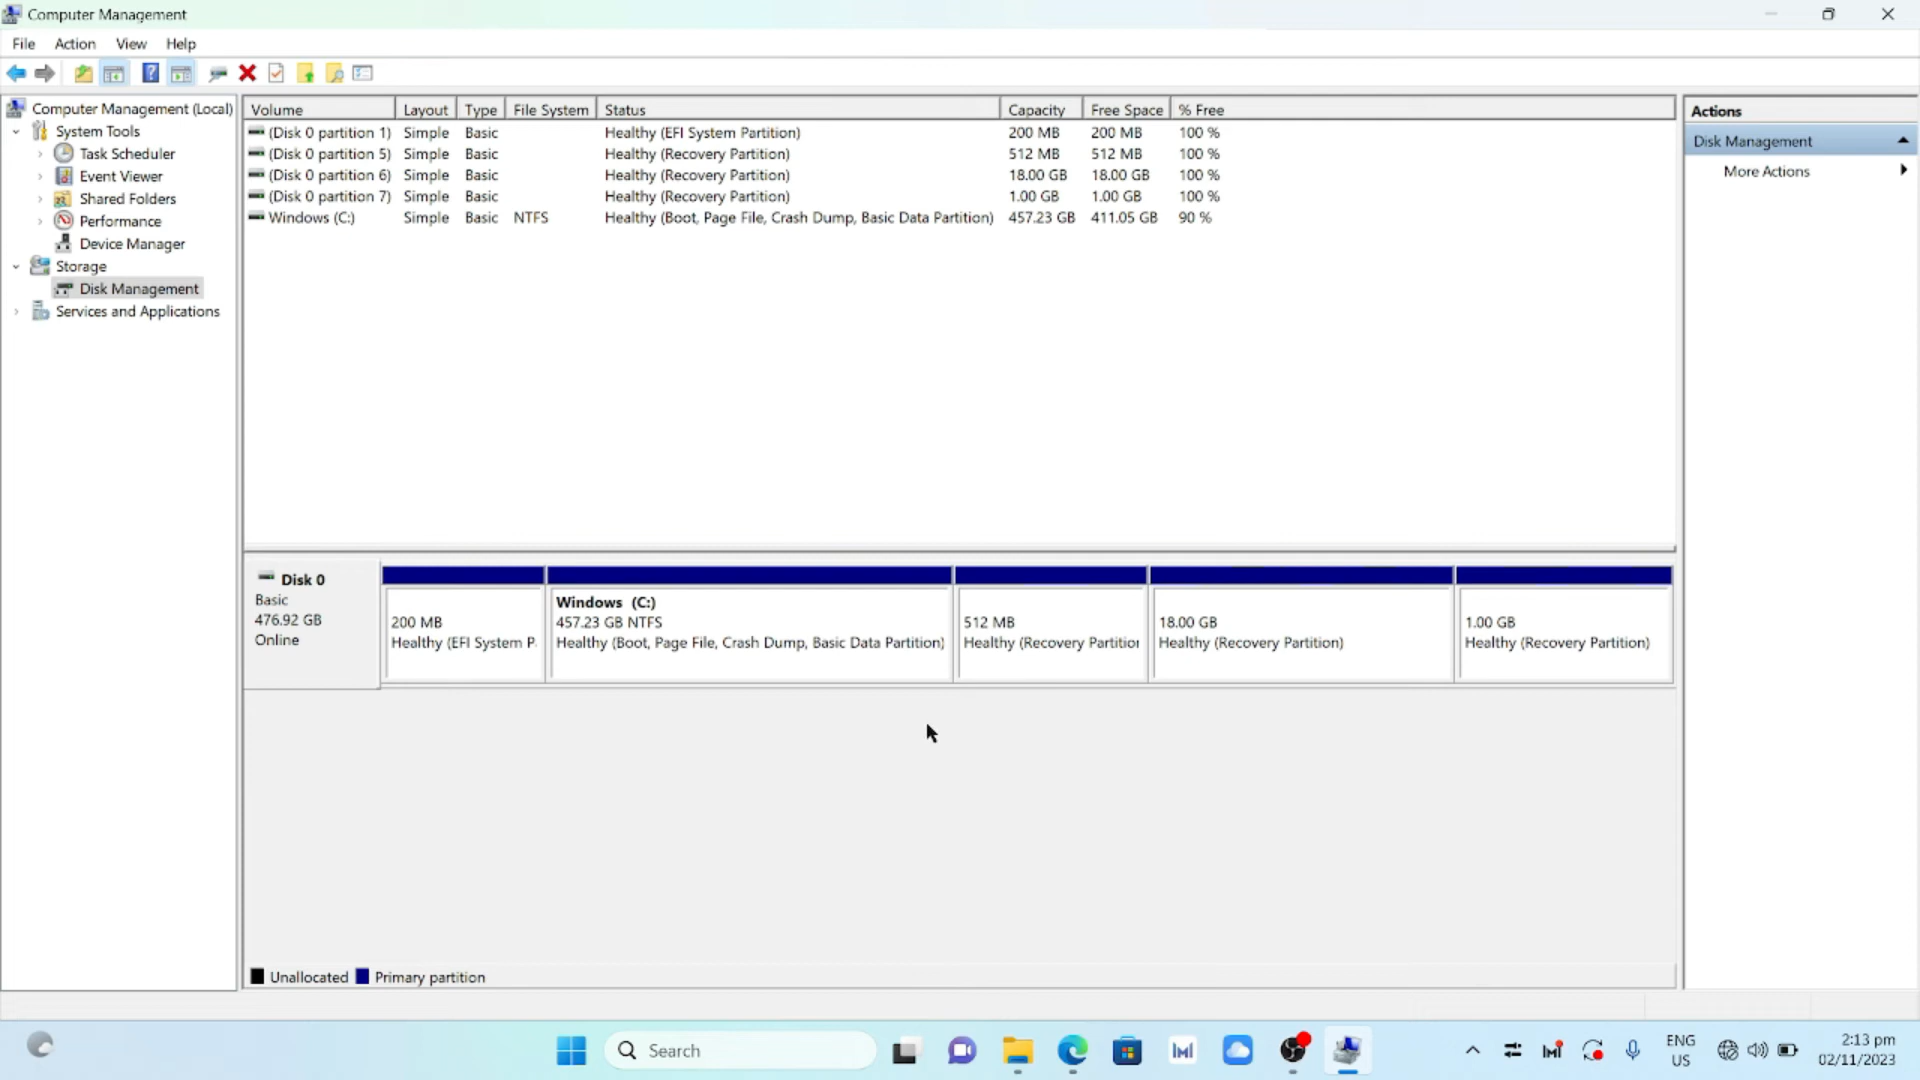 Computer Management
File Action View Help
Computer Management (Local)
System Tools
Task Scheduler
Event Viewer
Shared Folders
Performance
Device Manager
Storage
Disk Management
Services and Applications
Volume Layout Type File System Status Capacity Free Space % Free
(Disk 0 partition 1) Simple Basic Healthy (EFI System Partition) 200 MB 200 MB 100 %
(Disk 0 partition 5) Simple Basic Healthy (Recovery Partition) 512 MB 512 MB 100 %
(Disk 0 partition 6) Simple Basic Healthy (Recovery Partition) 18.00 GB 18.00 GB 100 %
(Disk 0 partition 7) Simple Basic Healthy (Recovery Partition) 1.00 GB 1.00 GB 100 %
Windows (C:) Simple Basic NTFS Healthy (Boot, Page File, Crash Dump, Basic Data Partition) 457.23 GB 411.05 GB 90 %
Actions
Disk Management
More Actions
Disk 0
Basic
476.92 GB
Online
200 MB
Healthy (EFI System P
Windows (C:)
457.23 GB NTFS
Healthy (Boot, Page File, Crash Dump, Basic Data Partition)
512 MB
Healthy (Recovery Partition
18.00 GB
Healthy (Recovery Partition)
1.00 GB
Healthy (Recovery Partition)
Unallocated Primary partition
Search
ENG
US
2:13 pm
02/11/2023